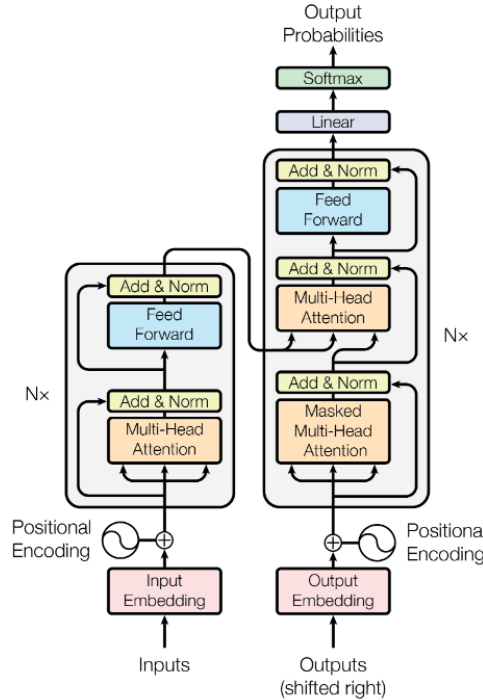 Output
Probabilities
Softmax
Linear
Add & Norm
Feed
Forward
Add & Norm
Multi-Head
Attention
Add & Norm
Masked
Multi-Head
Attention
N×
Positional
Encoding
Output
Embedding
Outputs
(shifted right)
Add & Norm
Feed
Forward
Add & Norm
Multi-Head
Attention
N×
Positional
Encoding
Input
Embedding
Inputs